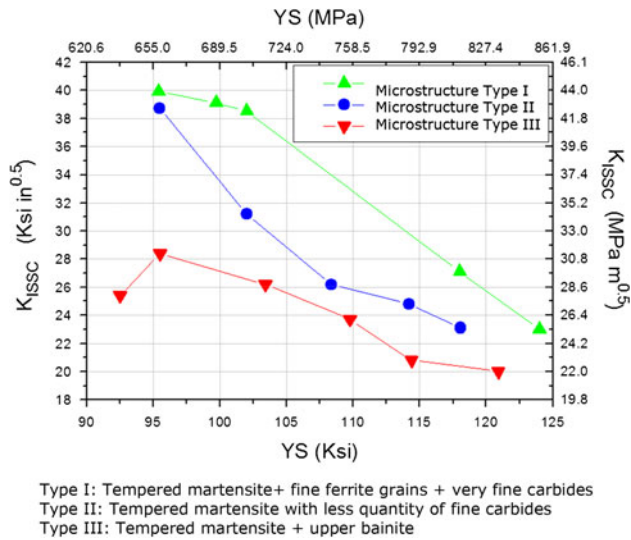 YS (MPa)
620.6 655.0 689.5 724.0 758.5 792.9 827.4 861.9
42 46.1
40 44.0
38 41.8
36 39.6
34 37.4
32 35.2
30 33.0
28 30.8
26 28.6
24 26.4
22 24.2
20 22.0
18 19.8
Microstructure Type I
Microstructure Type II
Microstructure Type III
K_ISSC (Ksi in^0.5)
K_ISSC (MPa m^0.5)
90 95 100 105 110 115 120 125
YS (Ksi)
Type I: Tempered martensite+ fine ferrite grains + very fine carbides
Type II: Tempered martensite with less quantity of fine carbides
Type III: Tempered martensite + upper bainite